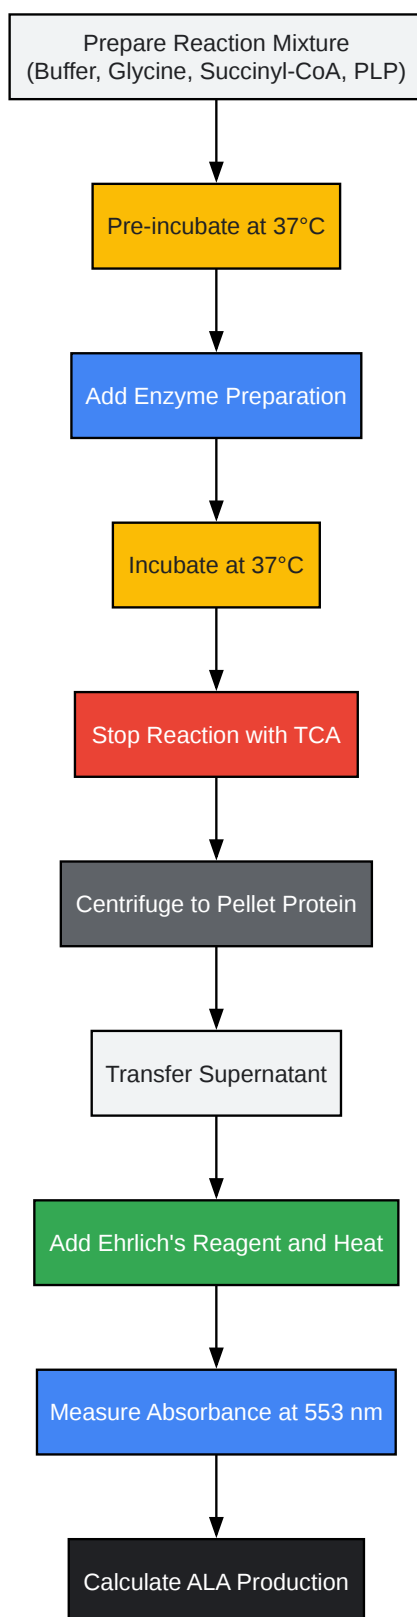 Prepare Reaction Mixture
(Buffer, Glycine, Succinyl-CoA, PLP)
Pre-incubate at 37°C
Add Enzyme Preparation
Incubate at 37°C
Stop Reaction with TCA
Centrifuge to Pellet Protein
Transfer Supernatant
Add Ehrlich's Reagent and Heat
Measure Absorbance at 553 nm
Calculate ALA Production